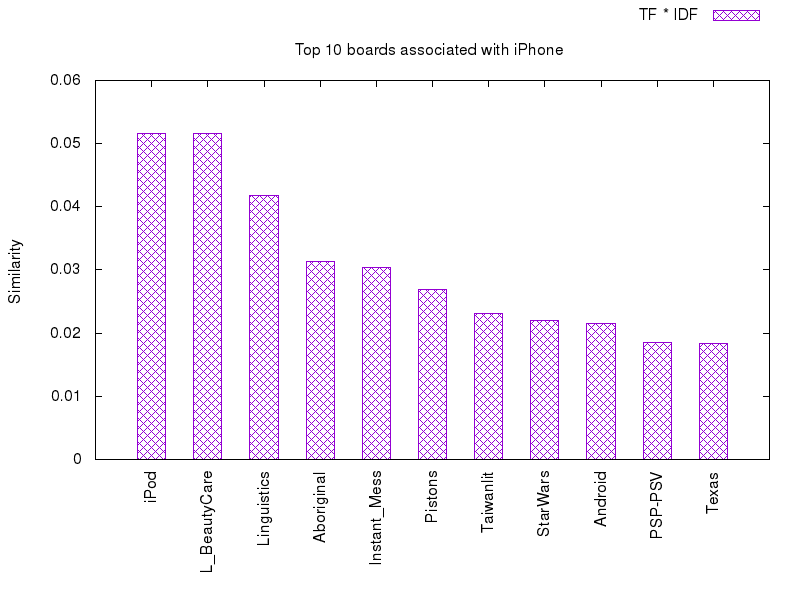 TF * IDF
Top 10 boards associated with iPhone
0.06
0.05
0.04
0.03
0.02
0.01
0
Similarity
iPod
L_BeautyCare
Linguistics
Aboriginal
Instant_Mess
Pistons
Taiwanlit
StarWars
Android
PSP-PSV
Texas